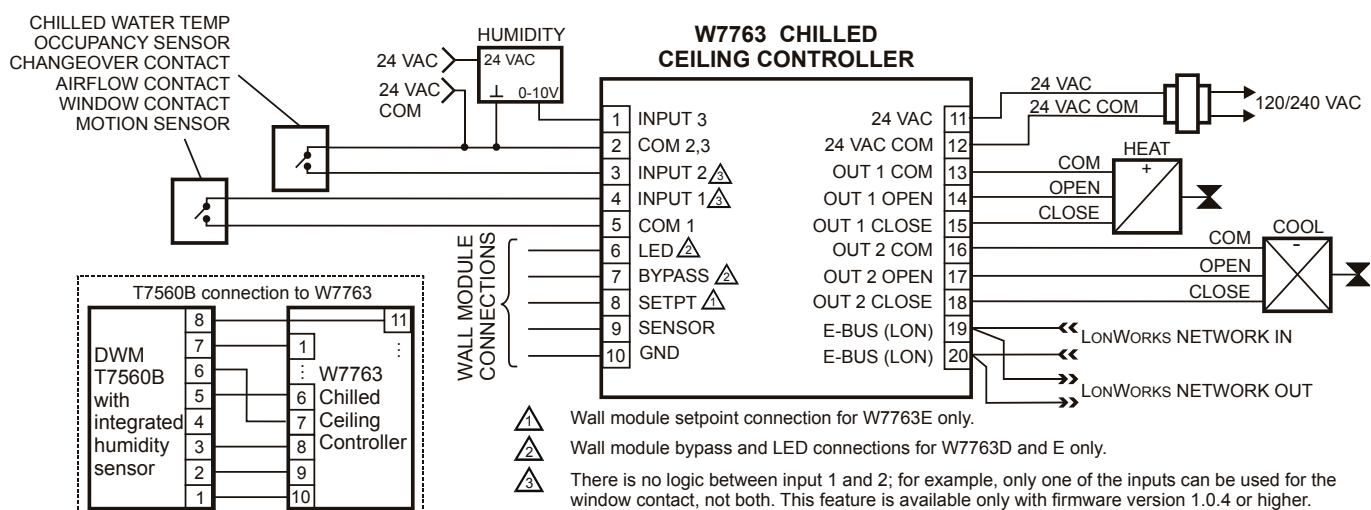 CHILLED WATER TEMP
OCCUPANCY SENSOR
CHANGEOVER CONTACT
AIRFLOW CONTACT
WINDOW CONTACT
MOTION SENSOR
24 VAC
24 VAC
COM
HUMIDITY
24 VAC
⊥ 0-10V
W7763 CHILLED
CEILING CONTROLLER
1 INPUT 3
2 COM 2,3
3 INPUT 2 3
4 INPUT 1 3
5 COM 1
6 LED 2
7 BYPASS 2
8 SETPT 1
9 SENSOR
10 GND
WALL MODULE
CONNECTIONS
24 VAC 11
24 VAC COM 12
OUT 1 COM 13
OUT 1 OPEN 14
OUT 1 CLOSE 15
OUT 2 COM 16
OUT 2 OPEN 17
OUT 2 CLOSE 18
E-BUS (LON) 19
E-BUS (LON) 20
24 VAC
24 VAC COM
120/240 VAC
HEAT
+
COM
OPEN
CLOSE
COOL
-
COM
OPEN
CLOSE
LONWORKS NETWORK IN
LONWORKS NETWORK OUT
T7560B connection to W7763
DWM
T7560B
with
integrated
humidity
sensor
8
7
6
5
4
3
2
1
11
1
6
7
8
9
10
W7763
Chilled
Ceiling
Controller
1 Wall module setpoint connection for W7763E only.
2 Wall module bypass and LED connections for W7763D and E only.
3 There is no logic between input 1 and 2; for example, only one of the inputs can be used for the
window contact, not both. This feature is available only with firmware version 1.0.4 or higher.